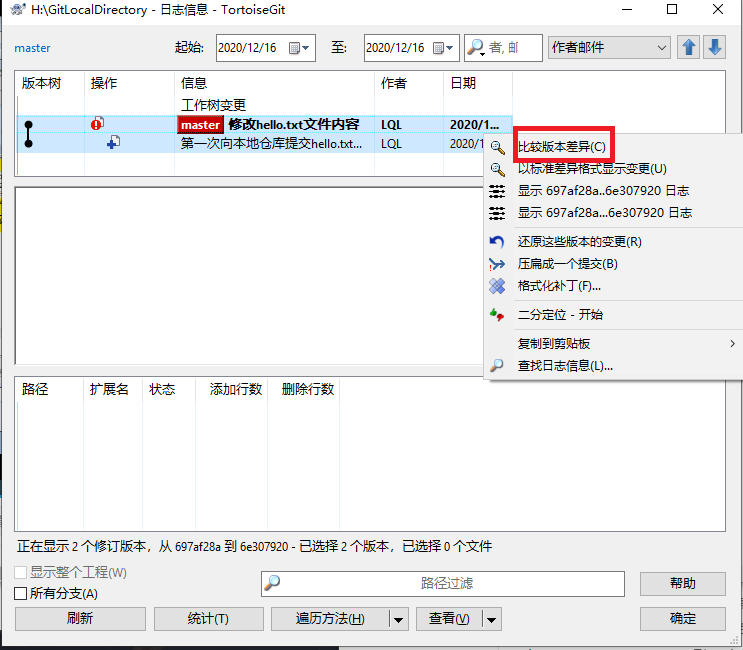 H:\GitLocalDirectory - 日志信息 - TortoiseGit
master
起始: 2020/12/16 至: 2020/12/16 者, 邮 作者邮件
版本树 操作 信息 作者 日期
工作树变更
master 修改hello.txt文件内容 LQL 2020/1...
第一次向本地仓库提交hello.txt... LQL 2020/1
比较版本差异(C)
以标准差异格式显示变更(U)
显示 697af28a..6e307920 日志
显示 697af28a...6e307920 日志
还原这些版本的变更(R)
压扁成一个提交(B)
格式化补丁(F)...
二分定位 - 开始
复制到剪贴板
查找日志信息(L)...
路径 扩展名 状态 添加行数 删除行数
正在显示 2 个修订版本，从 697af28a 到 6e307920 - 已选择 2 个版本，已选择 0 个文件
显示整个工程(W)
所有分支(A)
路径过滤
帮助
刷新 统计(T) 遍历方法(H) 查看(V) 确定